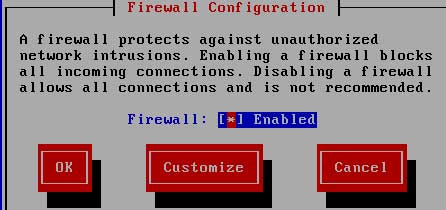 Firewall Configuration
A firewall protects against unauthorized
network intrusions. Enabling a firewall blocks
all incoming connections. Disabling a firewall
allows all connections and is not recommended.
Firewall: [*] Enabled
OK Customize Cancel